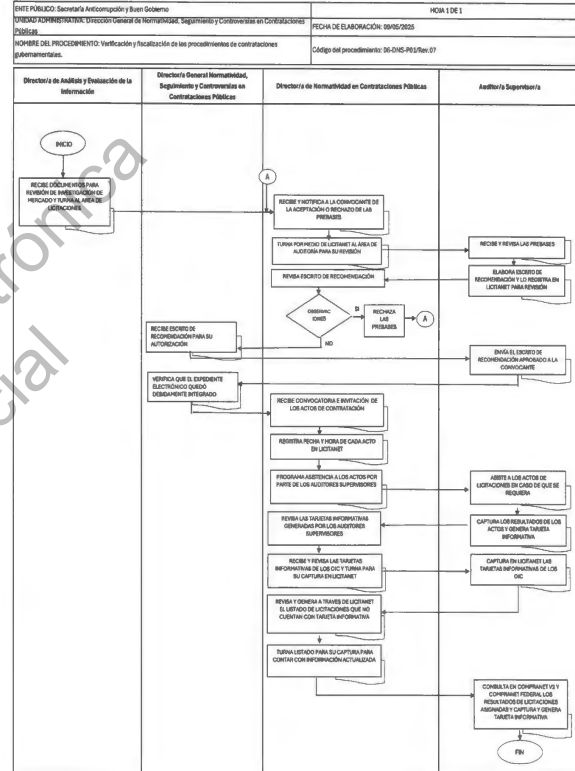 ENTE PÚBLICO: Secretaría Anticorrupción y Buen Gobierno
HOJA 1 DE 1
UNIDAD ADMINISTRATIVA: Dirección General de Normatividad, Seguimiento y Controversias en Contrataciones
Públicas
FECHA DE ELABORACIÓN: 09/05/2025
NOMBRE DEL PROCEDIMIENTO: Verificación y fiscalización de los procedimientos de contrataciones
gubernamentales.
Código del procedimiento: 06-DNS-P01/Rev.07
Director/a de Análisis y Evaluación de la
Información
Director/a General Normatividad,
Seguimiento y Controversias en
Contrataciones Públicas
Director/a de Normatividad en Contrataciones Públicas
Auditor/a Supervisor/a
INICIO
RECIBE DOCUMENTOS PARA
REVISIÓN DE INVESTIGACIÓN DE
MERCADO Y TURNA AL AREA DE
LICITACIONES
A
RECIBE Y NOTIFICA A LA CONVOCANTE DE
LA ACEPTACIÓN O RECHAZO DE LAS
PREBASES
TURNA POR MEDIO DE LICITANET AL ÁREA DE
AUDITORÍA PARA SU REVISIÓN
RECIBE Y REVISA LAS PREBASES
REVISA ESCRITO DE RECOMENDACIÓN
ELABORA ESCRITO DE
RECOMENDACIÓN Y LO REGISTRA EN
LICITANET PARA REVISIÓN
OBSERVAC
IONES
SI
RECHAZA
LAS
PREBASES
A
NO
RECIBE ESCRITO DE
RECOMENDACIÓN PARA SU
AUTORIZACIÓN
ENVÍA EL ESCRITO DE
RECOMENDACIÓN APROBADO A LA
CONVOCANTE
VERIFICA QUE EL EXPEDIENTE
ELECTRÓNICO QUEDÓ
DEBIDAMENTE INTEGRADO
RECIBE CONVOCATORIA E INVITACIÓN DE
LOS ACTOS DE CONTRATACIÓN
REGISTRA FECHA Y HORA DE CADA ACTO
EN LICITANET
PROGRAMA ASISTENCIA A LOS ACTOS POR
PARTE DE LOS AUDITORES SUPERVISORES
ASISTE A LOS ACTOS DE
LICITACIONES EN CASO DE QUE SE
REQUIERA
REVISA LAS TARJETAS INFORMATIVAS
GENERADAS POR LOS AUDITORES
SUPERVISORES
CAPTURA LOS RESULTADOS DE LOS
ACTOS Y GENERA TARJETA
INFORMATIVA
RECIBE Y REVISA LAS TARJETAS
INFORMATIVAS DE LOS OIC Y TURNA PARA
SU CAPTURA EN LICITANET
CAPTURA EN LICITANET LAS
TARJETAS INFORMATIVAS DE LOS
OIC
REVISA Y GENERA A TRAVES DE LICITANET
EL LISTADO DE LICITACIONES QUE NO
CUENTAN CON TARJETA INFORMATIVA
TURNA LISTADO PARA SU CAPTURA PARA
CONTAR CON INFORMACIÓN ACTUALIZADA
CONSULTA EN COMPRANET V2 Y
COMPRANET FEDERAL LOS
RESULTADOS DE LICITACIONES
ASIGNADAS Y CAPTURA Y GENERA
TARJETA INFORMATIVA
FIN